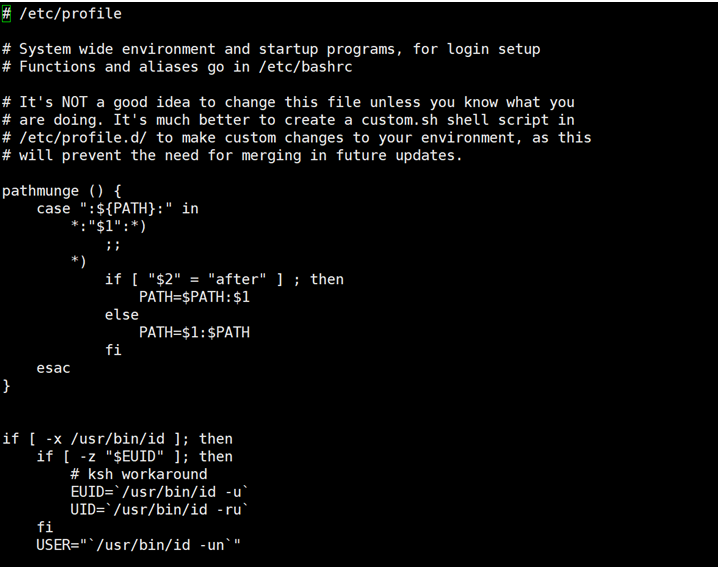 # /etc/profile

# System wide environment and startup programs, for login setup
# Functions and aliases go in /etc/bashrc

# It's NOT a good idea to change this file unless you know what you
# are doing. It's much better to create a custom.sh shell script in
# /etc/profile.d/ to make custom changes to your environment, as this
# will prevent the need for merging in future updates.

pathmunge () {
    case ":${PATH}:" in
        *:"$1":*)
            ;;
        *)
            if [ "$2" = "after" ] ; then
                PATH=$PATH:$1
            else
                PATH=$1:$PATH
            fi
    esac
}


if [ -x /usr/bin/id ]; then
    if [ -z "$EUID" ]; then
        # ksh workaround
        EUID=`/usr/bin/id -u`
        UID=`/usr/bin/id -ru`
    fi
    USER="`/usr/bin/id -un`"